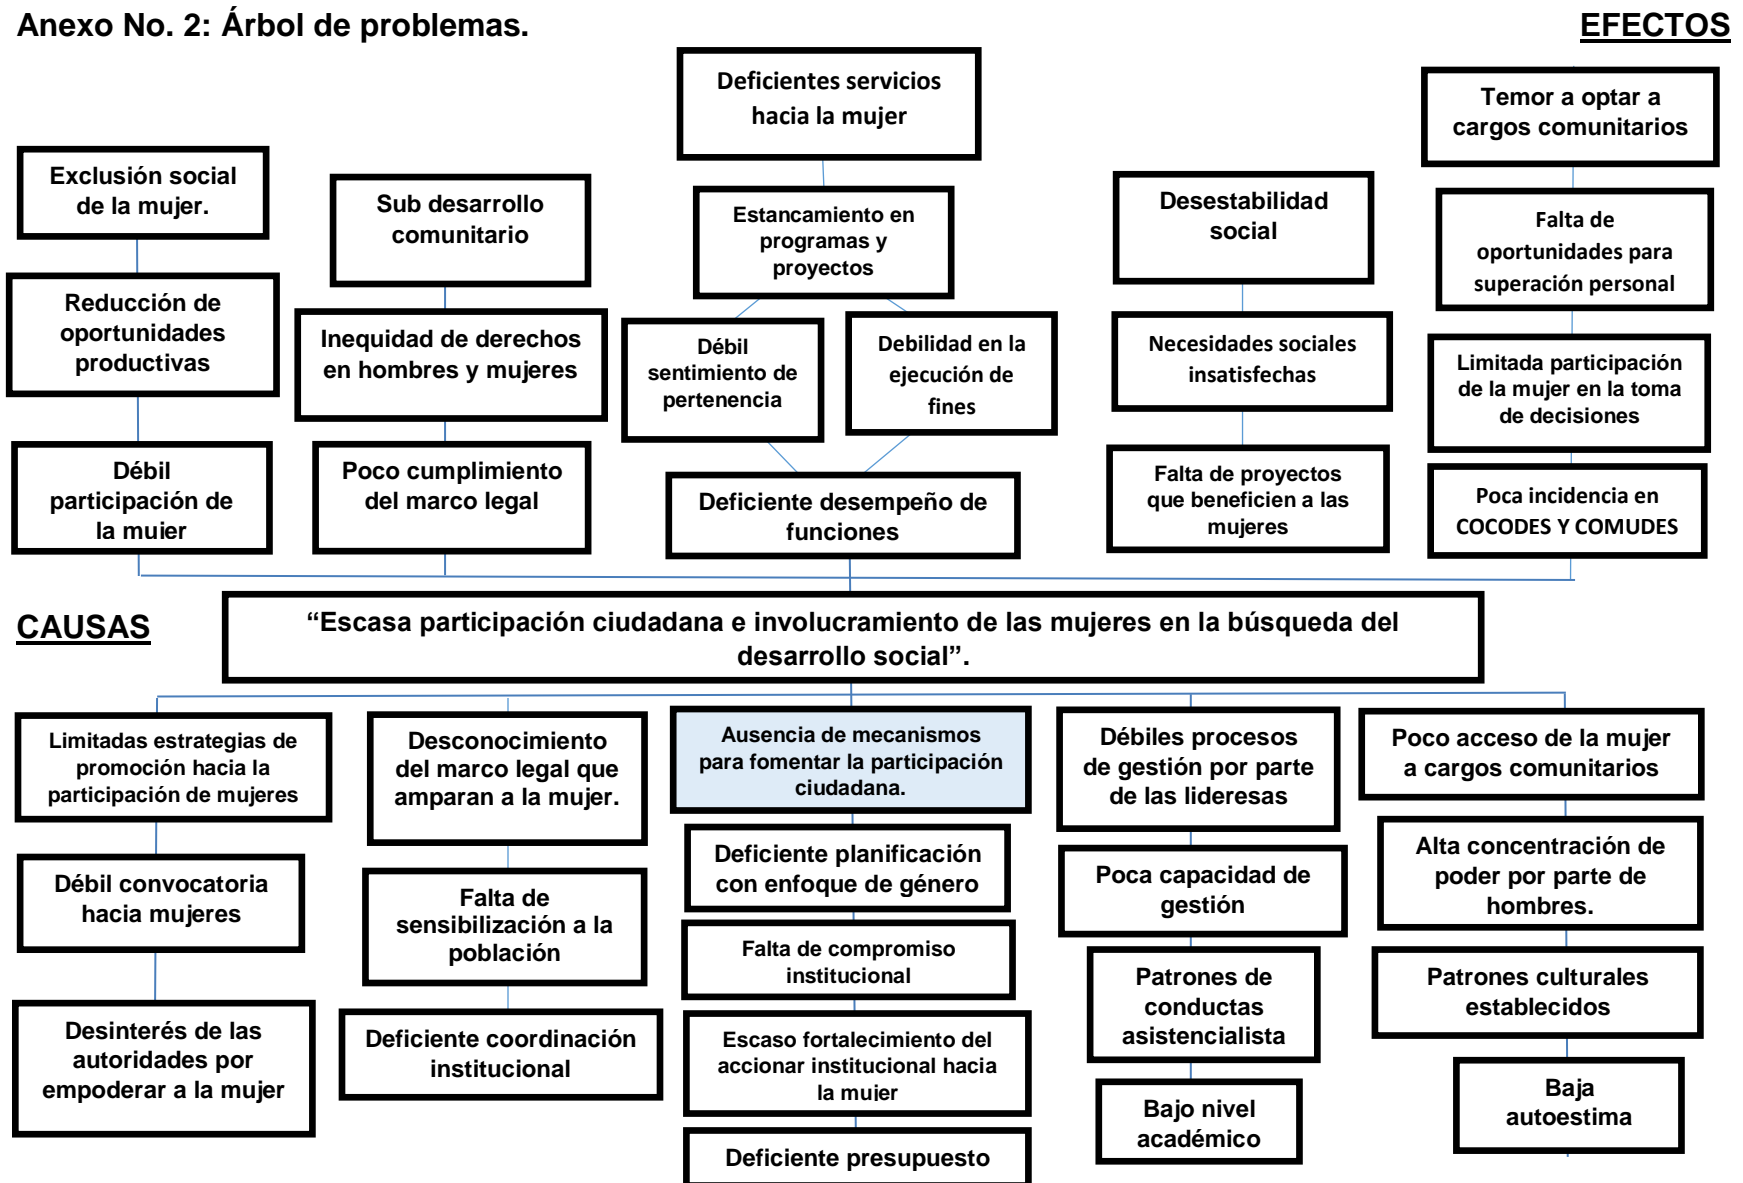 Anexo No. 2: Árbol de problemas.
EFECTOS
Deficientes servicios
hacia la mujer
Temor a optar a
cargos comunitarios
Exclusión social
de la mujer.
Sub desarrollo
comunitario
Estancamiento en
programas y
proyectos
Desestabilidad
social
Falta de
oportunidades para
superación personal
Reducción de
oportunidades
productivas
Inequidad de derechos
en hombres y mujeres
Débil
sentimiento de
pertenencia
Debilidad en la
ejecución de
fines
Necesidades sociales
insatisfechas
Limitada participación
de la mujer en la toma
de decisiones
Débil
participación de
la mujer
Poco cumplimiento
del marco legal
Deficiente desempeño de
funciones
Falta de proyectos
que beneficien a las
mujeres
Poca incidencia en
COCODES Y COMUDES
CAUSAS
“Escasa participación ciudadana e involucramiento de las mujeres en la búsqueda del
desarrollo social”.
Limitadas estrategias de
promoción hacia la
participación de mujeres
Desconocimiento
del marco legal que
amparan a la mujer.
Ausencia de mecanismos
para fomentar la participación
ciudadana.
Débiles procesos
de gestión por parte
de las lideresas
Poco acceso de la mujer
a cargos comunitarios
Débil convocatoria
hacia mujeres
Falta de
sensibilización a la
población
Deficiente planificación
con enfoque de género
Poca capacidad de
gestión
Alta concentración de
poder por parte de
hombres.
Falta de compromiso
institucional
Patrones de
conductas
asistencialista
Patrones culturales
establecidos
Desinterés de las
autoridades por
empoderar a la mujer
Deficiente coordinación
institucional
Escaso fortalecimiento del
accionar institucional hacia
la mujer
Bajo nivel
académico
Baja
autoestima
Deficiente presupuesto